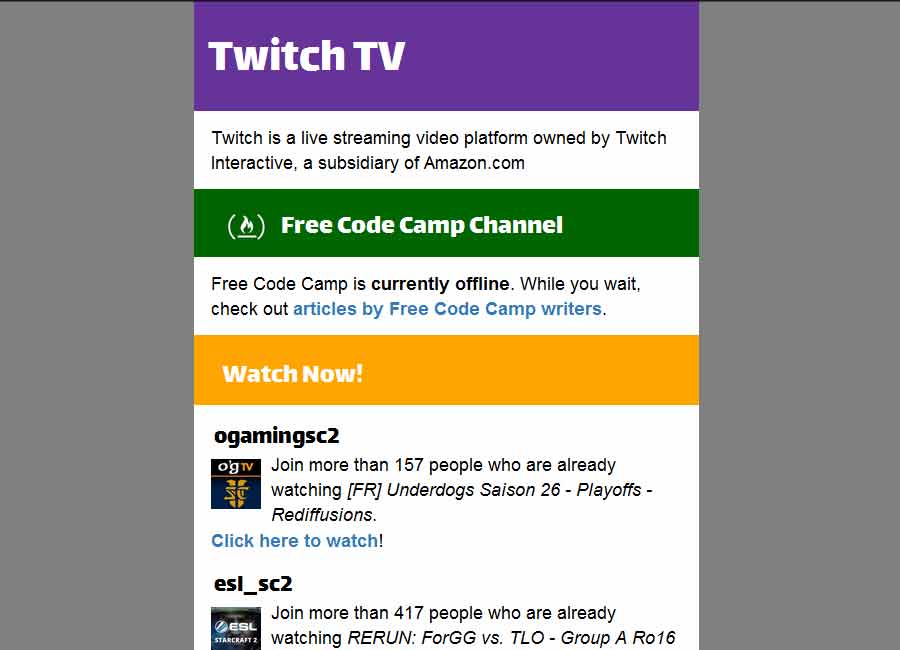 Twitch TV
Twitch is a live streaming video platform owned by Twitch
Interactive, a subsidiary of Amazon.com
Free Code Camp Channel
Free Code Camp is currently offline. While you wait,
check out articles by Free Code Camp writers.
Watch Now!
ogamingsc2
Join more than 157 people who are already
watching [FR] Underdogs Saison 26 - Playoffs -
Rediffusions.
OGTV
Click here to watch!
esl_sc2
Join more than 417 people who are already
watching RERUN: ForGG vs. TLO - Group A Ro16
ESL
STARCRAFT 2